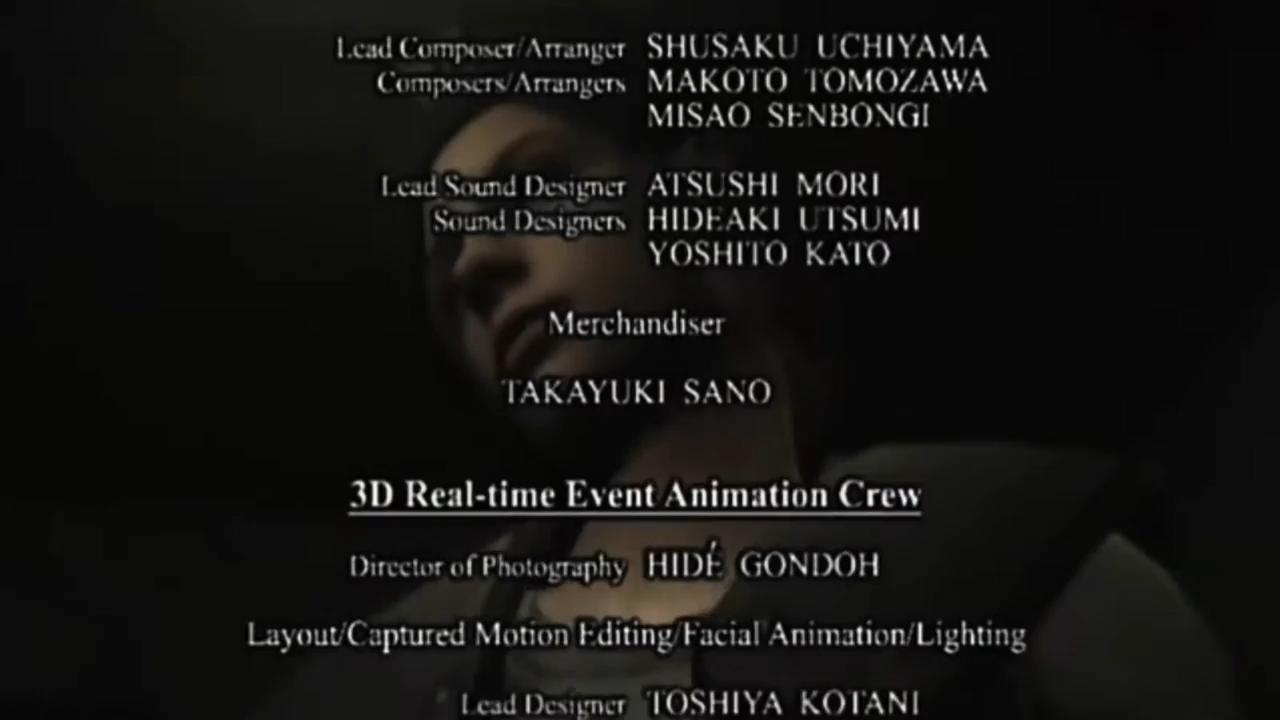 Lead Composer/Arranger SHUSAKU UCHIYAMA
Composers/Arrangers MAKOTO TOMOZAWA
MISAO SENBONGI
Lead Sound Designer ATSUSHI MORI
Sound Designers HIDEAKI UTSUMI
YOSHITO KATO
Merchandiser
TAKAYUKI SANO
3D Real-time Event Animation Crew
Director of Photography HIDÉ GONDOH
Layout/Captured Motion Editing/Facial Animation/Lighting
Lead Designer TOSHIYA KOTANI